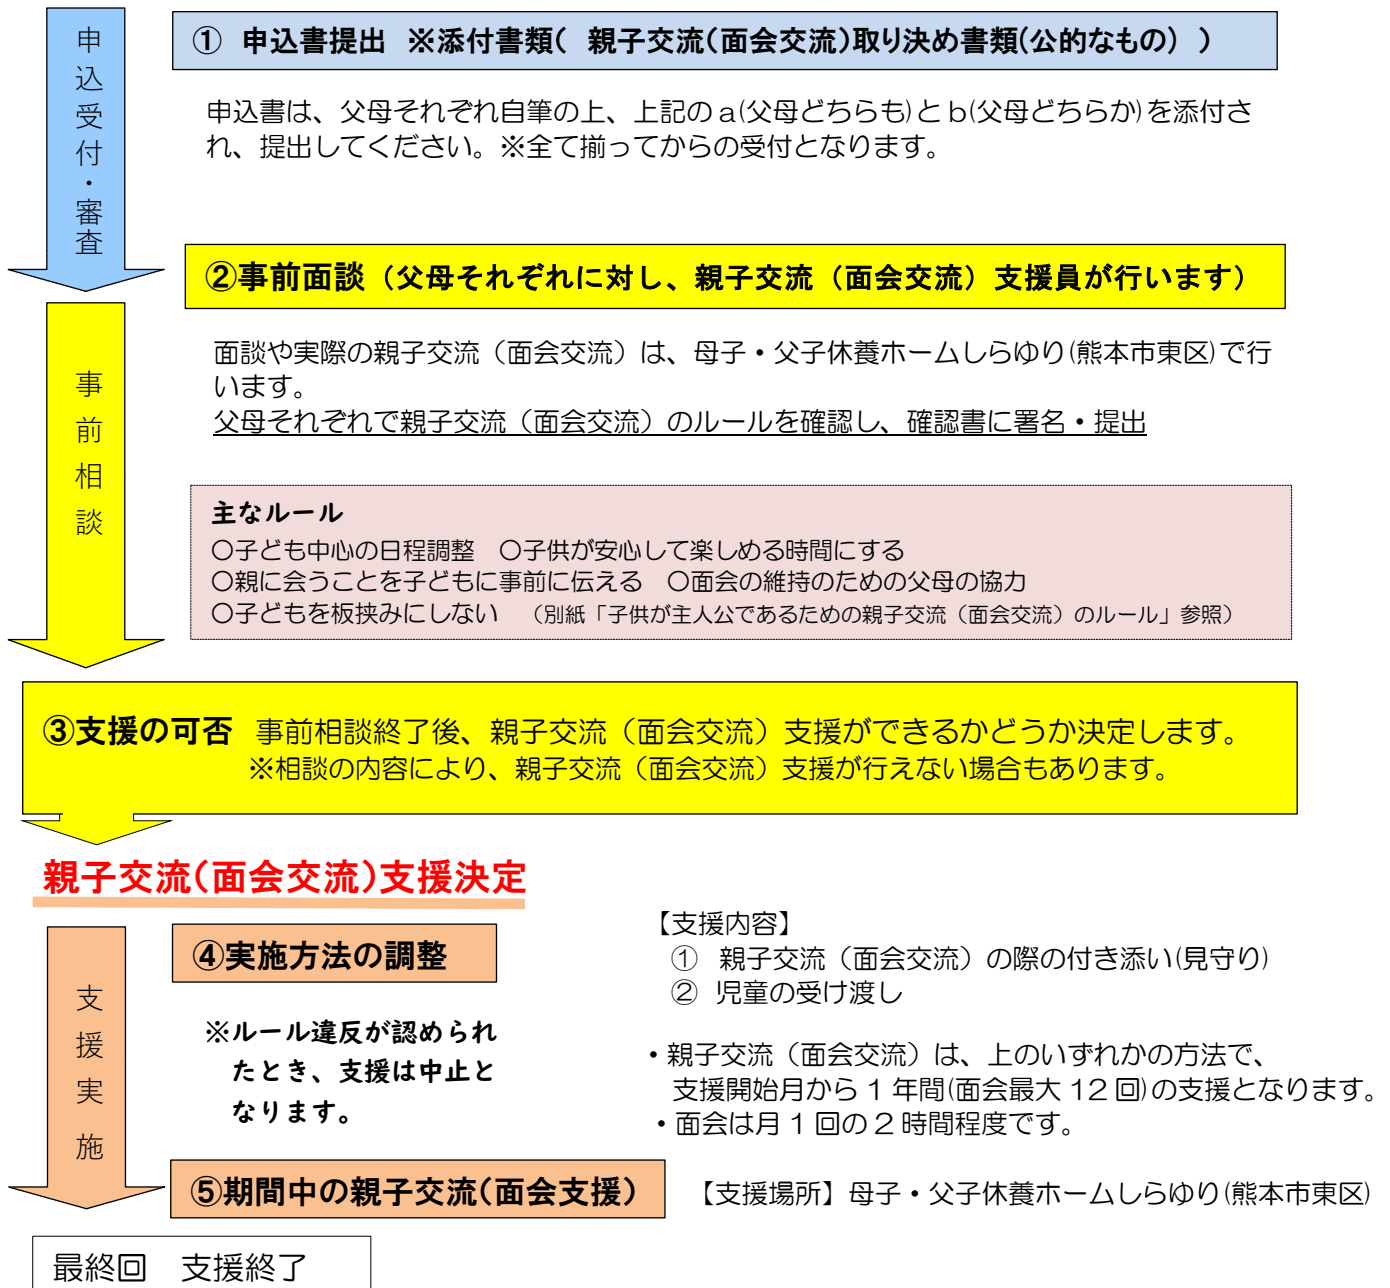 申込受付・審査
① 申込書提出 ※添付書類( 親子交流(面会交流)取り決め書類(公的なもの) )
申込書は、父母それぞれ自筆の上、上記のa(父母どちらも)とb(父母どちらか)を添付さ
れ、提出してください。※全て揃ってからの受付となります。
事前相談
②事前面談（父母それぞれに対し、親子交流（面会交流）支援員が行います）
面談や実際の親子交流（面会交流）は、母子・父子休養ホームしらゆり(熊本市東区)で行
います。
父母それぞれで親子交流（面会交流）のルールを確認し、確認書に署名・提出
主なルール
〇子ども中心の日程調整 〇子供が安心して楽しめる時間にする
〇親に会うことを子どもに事前に伝える 〇面会の維持のための父母の協力
〇子どもを板挟みにしない （別紙「子供が主人公であるための親子交流（面会交流）のルール」参照）
③支援の可否 事前相談終了後、親子交流（面会交流）支援ができるかどうか決定します。
※相談の内容により、親子交流（面会交流）支援が行えない場合もあります。
親子交流(面会交流)支援決定
支援実施
④実施方法の調整
※ルール違反が認められ
たとき、支援は中止と
なります。
【支援内容】
① 親子交流（面会交流）の際の付き添い(見守り)
② 児童の受け渡し
・親子交流（面会交流）は、上のいずれかの方法で、
支援開始月から1年間(面会最大12回)の支援となります。
・面会は月1回の2時間程度です。
⑤期間中の親子交流(面会支援)
【支援場所】母子・父子休養ホームしらゆり(熊本市東区)
最終回 支援終了